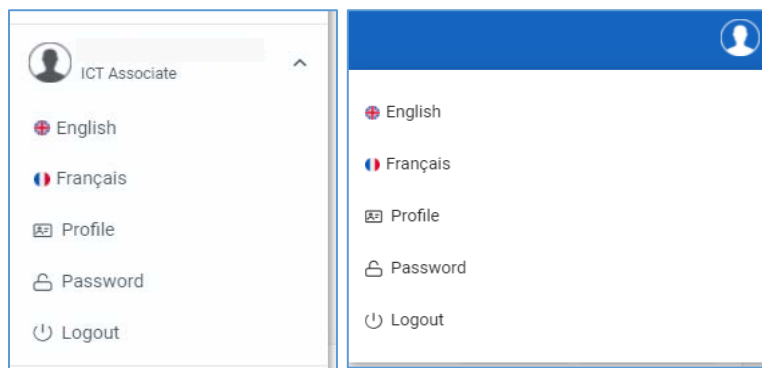 ICT Associate
English
Français
Profile
Password
Logout
English
Français
Profile
Password
Logout